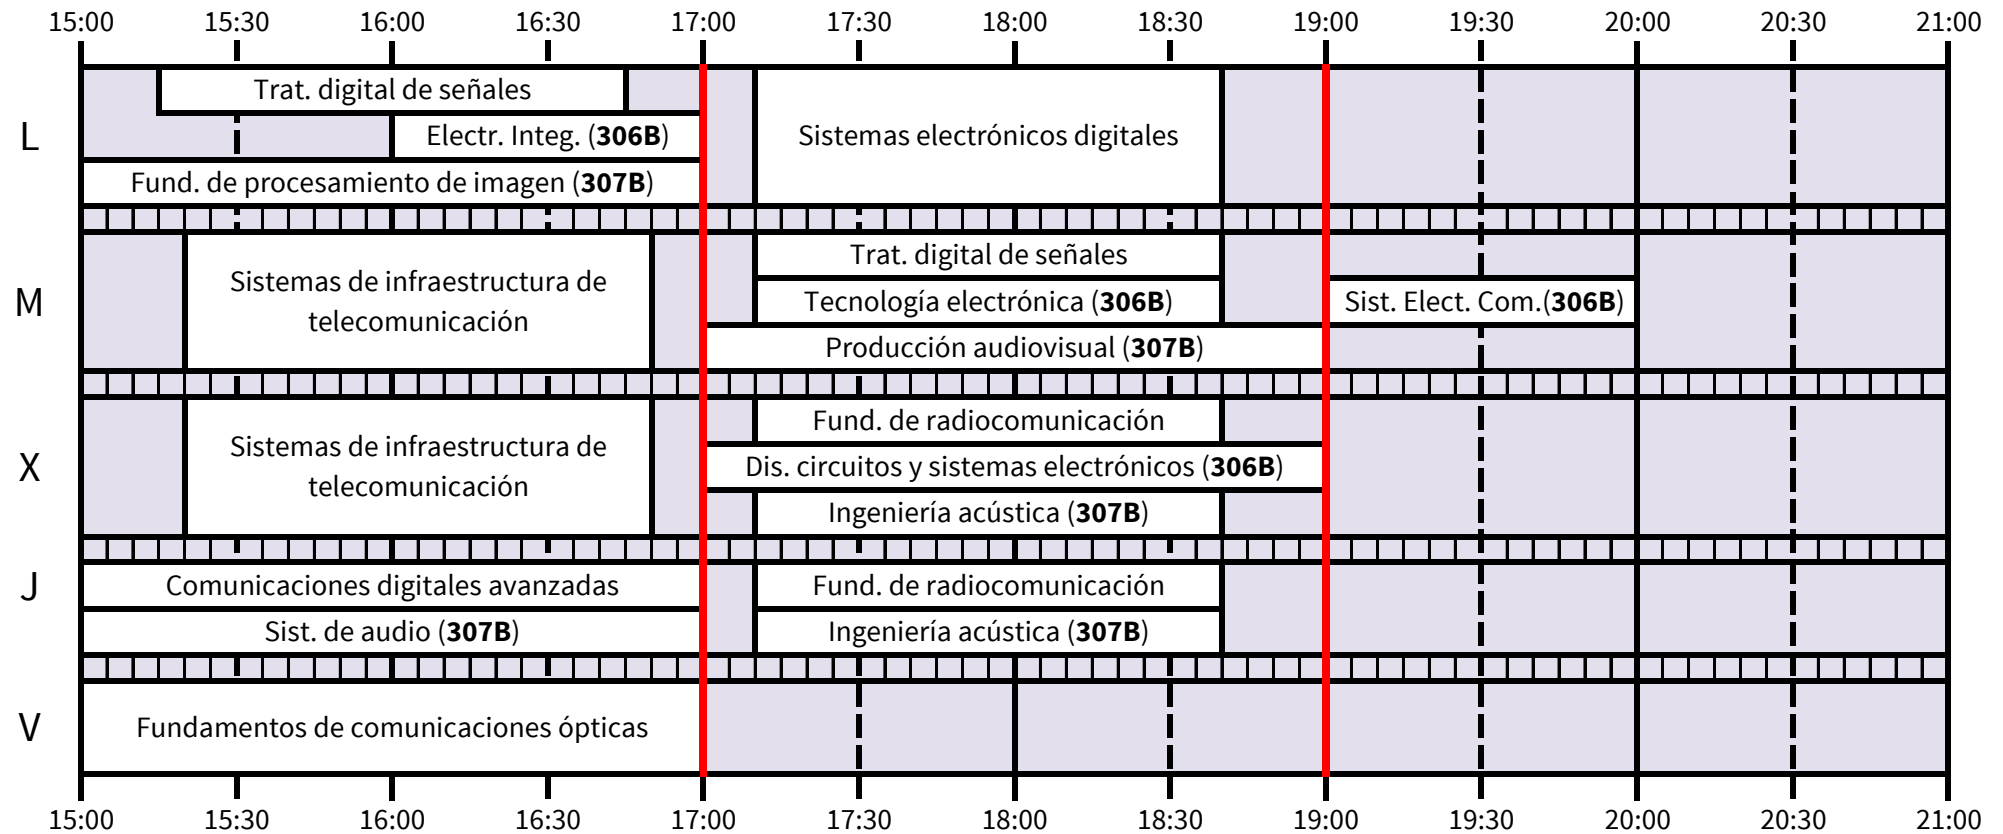 15:00 15:30 16:00 16:30 17:00 17:30 18:00 18:30 19:00 19:30 20:00 20:30 21:00
L
Trat. digital de señales
Electr. Integ. (306B)
Fund. de procesamiento de imagen (307B)
Sistemas electrónicos digitales
M
Sistemas de infraestructura de
telecomunicación
Trat. digital de señales
Tecnología electrónica (306B)
Producción audiovisual (307B)
Sist. Elect. Com.(306B)
X
Sistemas de infraestructura de
telecomunicación
Fund. de radiocomunicación
Dis. circuitos y sistemas electrónicos (306B)
Ingeniería acústica (307B)
J
Comunicaciones digitales avanzadas
Sist. de audio (307B)
Fund. de radiocomunicación
Ingeniería acústica (307B)
V
Fundamentos de comunicaciones ópticas
15:00 15:30 16:00 16:30 17:00 17:30 18:00 18:30 19:00 19:30 20:00 20:30 21:00